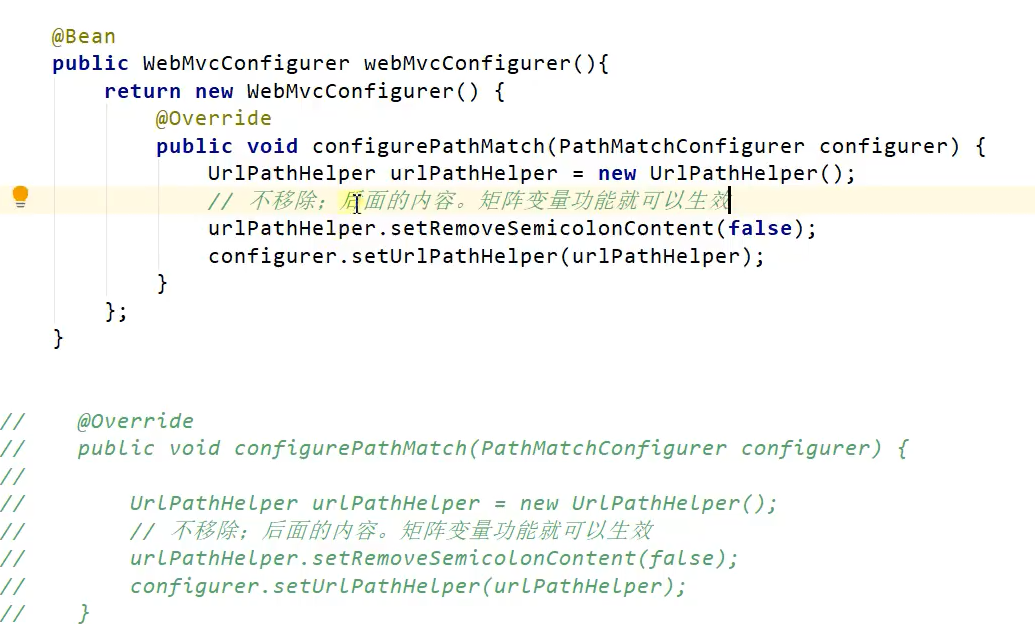 @Bean
public WebMvcConfigurer webMvcConfigurer(){
return new WebMvcConfigurer() {
@Override
public void configurePathMatch(PathMatchConfigurer configurer) {
UrlPathHelper urlPathHelper = new UrlPathHelper();
// 不移除；后面的内容。矩阵变量功能就可以生效
urlPathHelper.setRemoveSemicolonContent(false);
configurer.setUrlPathHelper(urlPathHelper);
}
};
}
// @Override
// public void configurePathMatch(PathMatchConfigurer configurer) {
//
// UrlPathHelper urlPathHelper = new UrlPathHelper();
// // 不移除；后面的内容。矩阵变量功能就可以生效
// urlPathHelper.setRemoveSemicolonContent(false);
// configurer.setUrlPathHelper(urlPathHelper);
// }